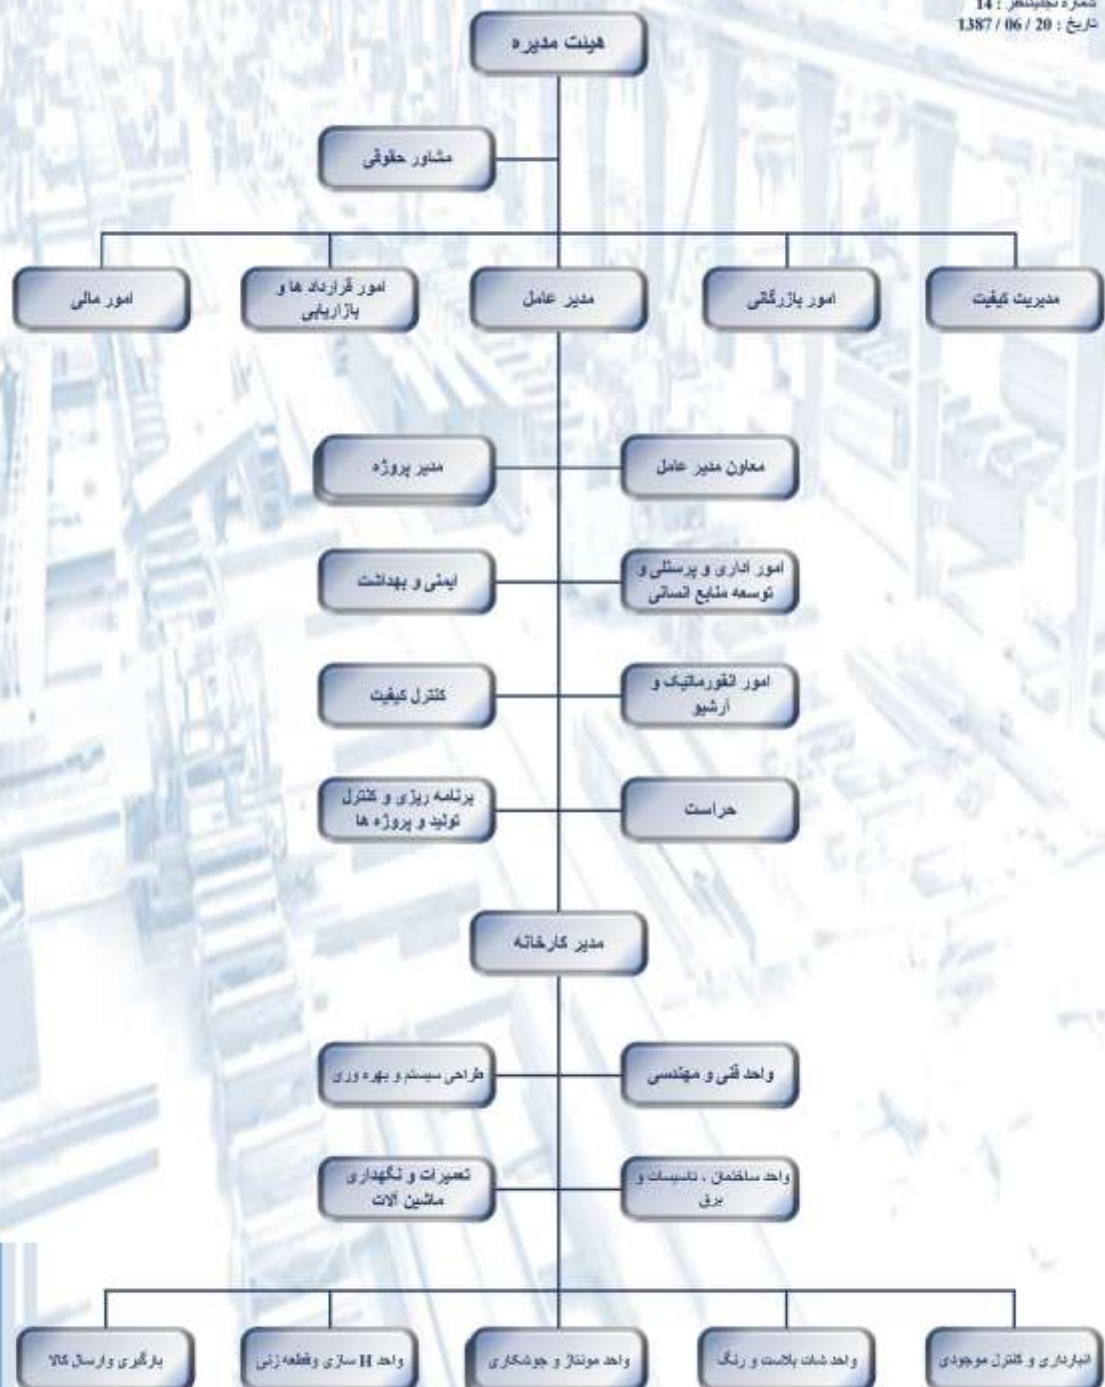 شماره تجدیدنظر : 14
تاریخ : 20 / 06 / 1387
هیئت مدیره
مشاور حقوقی
مدیریت کیفیت
امور بازرگانی
مدیر عامل
امور قرارداد ها و
بازاریابی
امور مالی
معاون مدیر عامل
مدیر پروژه
امور اداری و پرسنلی و
توسعه منابع انسانی
ایمنی و بهداشت
امور انفورماتیک و
آرشیو
کنترل کیفیت
حراست
برنامه ریزی و کنترل
تولید و پروژه ها
مدیر کارخانه
واحد فنی و مهندسی
طراحی سیستم و بهره وری
واحد ساختمان ، تاسیسات و
برق
تعمیرات و نگهداری
ماشین آلات
انبارداری و کنترل موجودی
واحد شات بلاست و رنگ
واحد مونتاژ و جوشکاری
واحد H سازی وقطعه زنی
بارگیری وارسال کالا